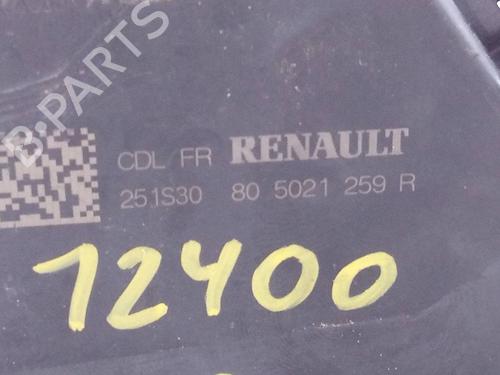 B-PARTS
CDL FR RENAULT
251S30 80 5021 259 R
12400